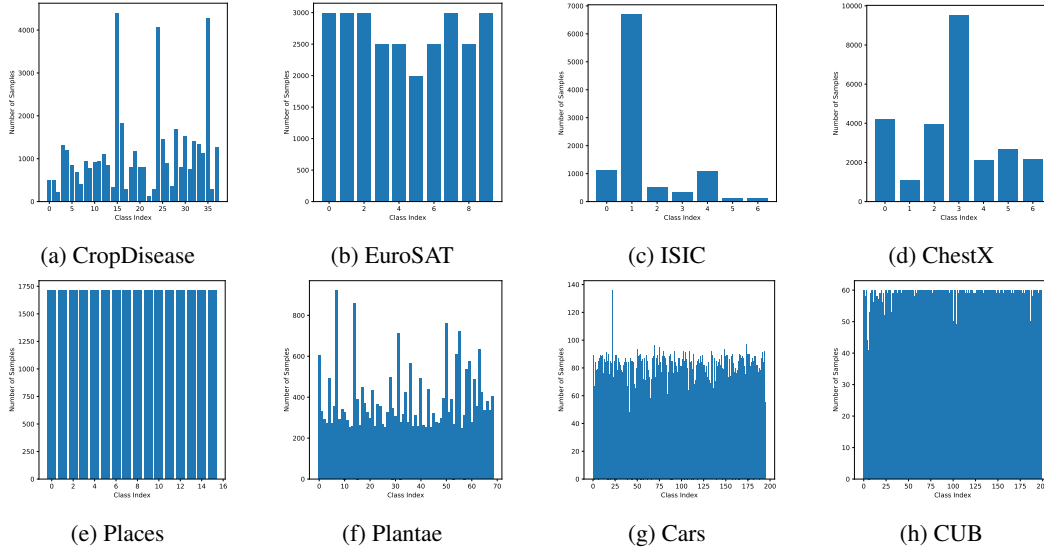 4000
3000
2000
1000
0
0 5 10 15 20 25 30 35
Number of Samples
Class Index
(a) CropDisease
3000
2500
2000
1500
1000
500
0
0 2 4 6 8
Number of Samples
Class Index
(b) EuroSAT
7000
6000
5000
4000
3000
2000
1000
0
0 1 2 3 4 5 6
Number of Samples
Class Index
(c) ISIC
10000
8000
6000
4000
2000
0
0 1 2 3 4 5 6
Number of Samples
Class Index
(d) ChestX
1750
1500
1250
1000
750
500
250
0
0 2 4 6 8 10 12 14 16
Number of Samples
Class Index
(e) Places
800
600
400
200
0
0 10 20 30 40 50 60 70
Number of Samples
Class Index
(f) Plantae
140
120
100
80
60
40
20
0
0 25 50 75 100 125 150 175 200
Number of Samples
Class Index
(g) Cars
60
50
40
30
20
10
0
0 25 50 75 100 125 150 175 200
Number of Samples
Class Index
(h) CUB